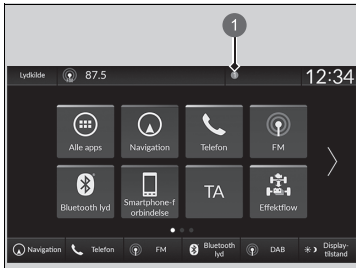 1
Lydkilde 87.5 12:34
Alle apps Navigation Telefon FM
Bluetooth lyd Smartphone-f TA Effektflow
orbindelse
Navigation Telefon FM Bluetooth DAB Display-
lyd tilstand